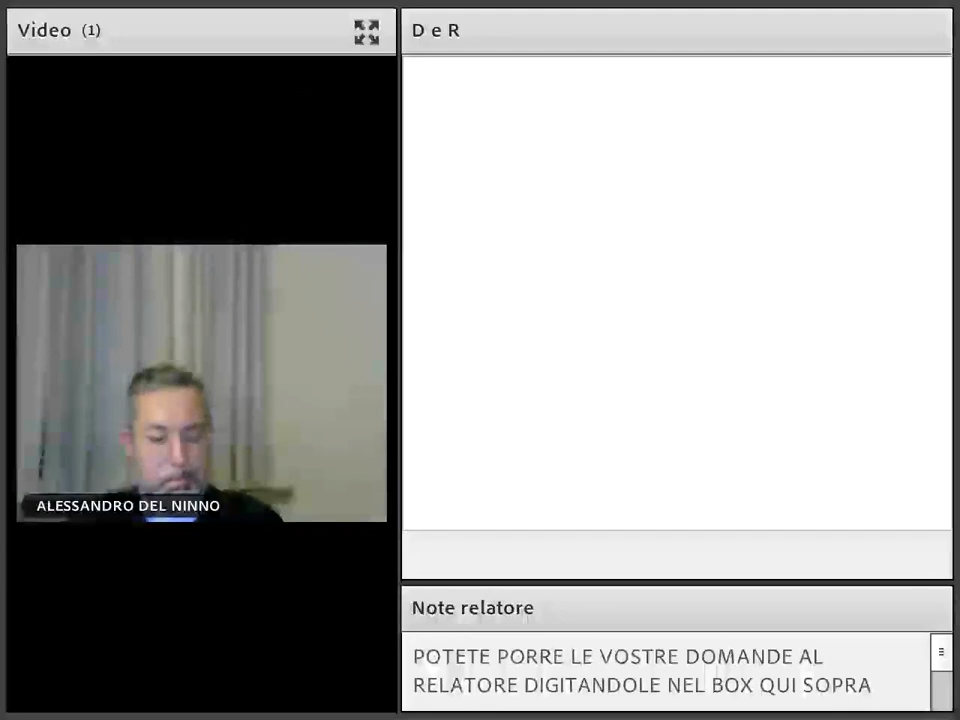 Video (1)
D e R
ALESSANDRO DEL NINNO
Note relatore
POTETE PORRE LE VOSTRE DOMANDE AL
RELATORE DIGITANDOLE NEL BOX QUI SOPRA